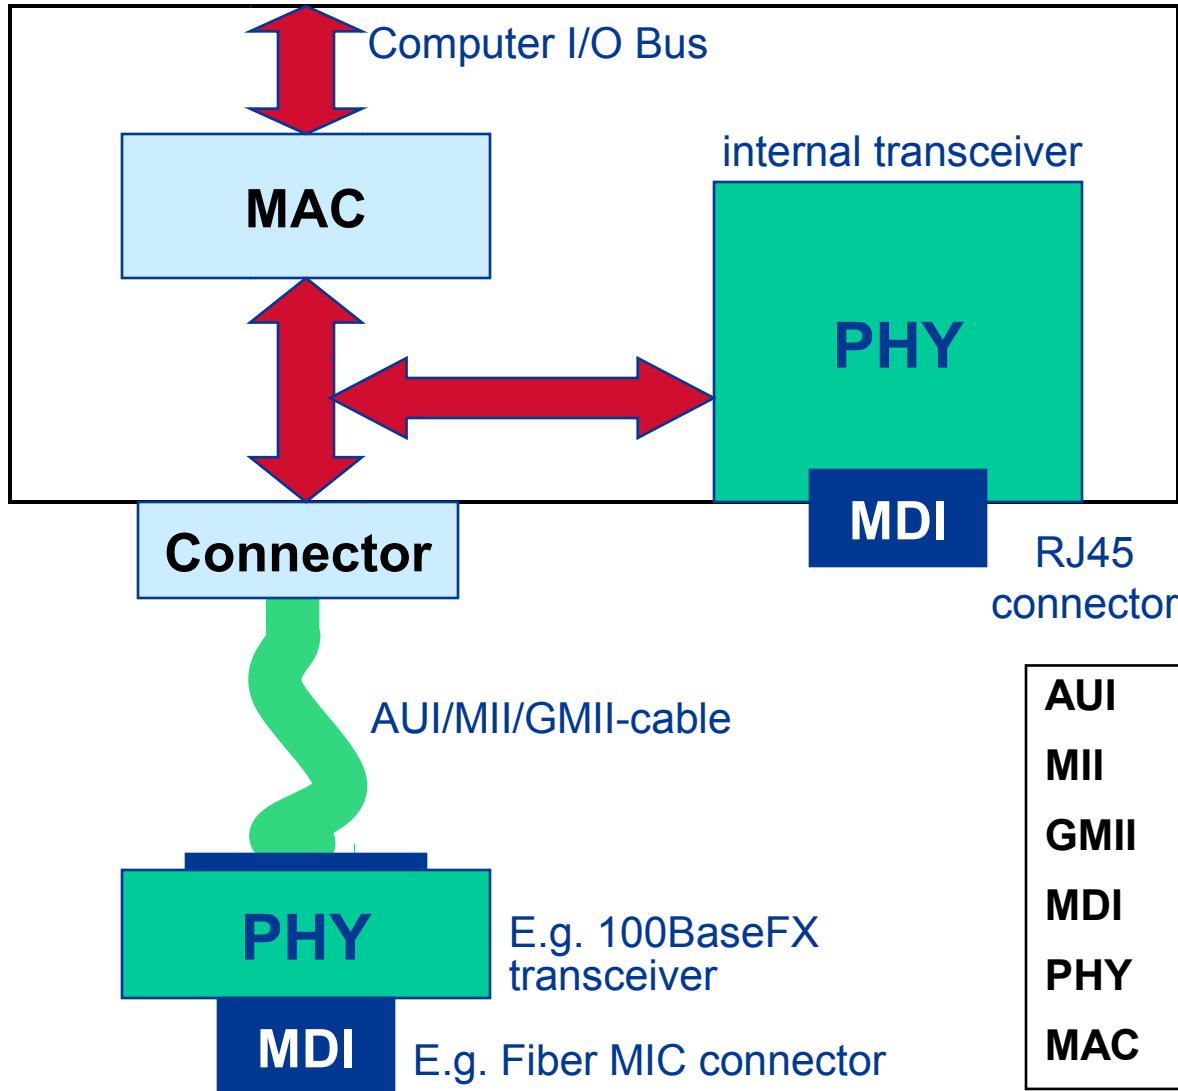 Computer I/O Bus
internal transceiver
MAC
PHY
MDI
Connector
RJ45
connector
AUI/MII/GMII-cable
PHY
E.g. 100BaseFX
transceiver
MDI
E.g. Fiber MIC connector
AUI
MII
GMII
MDI
PHY
MAC